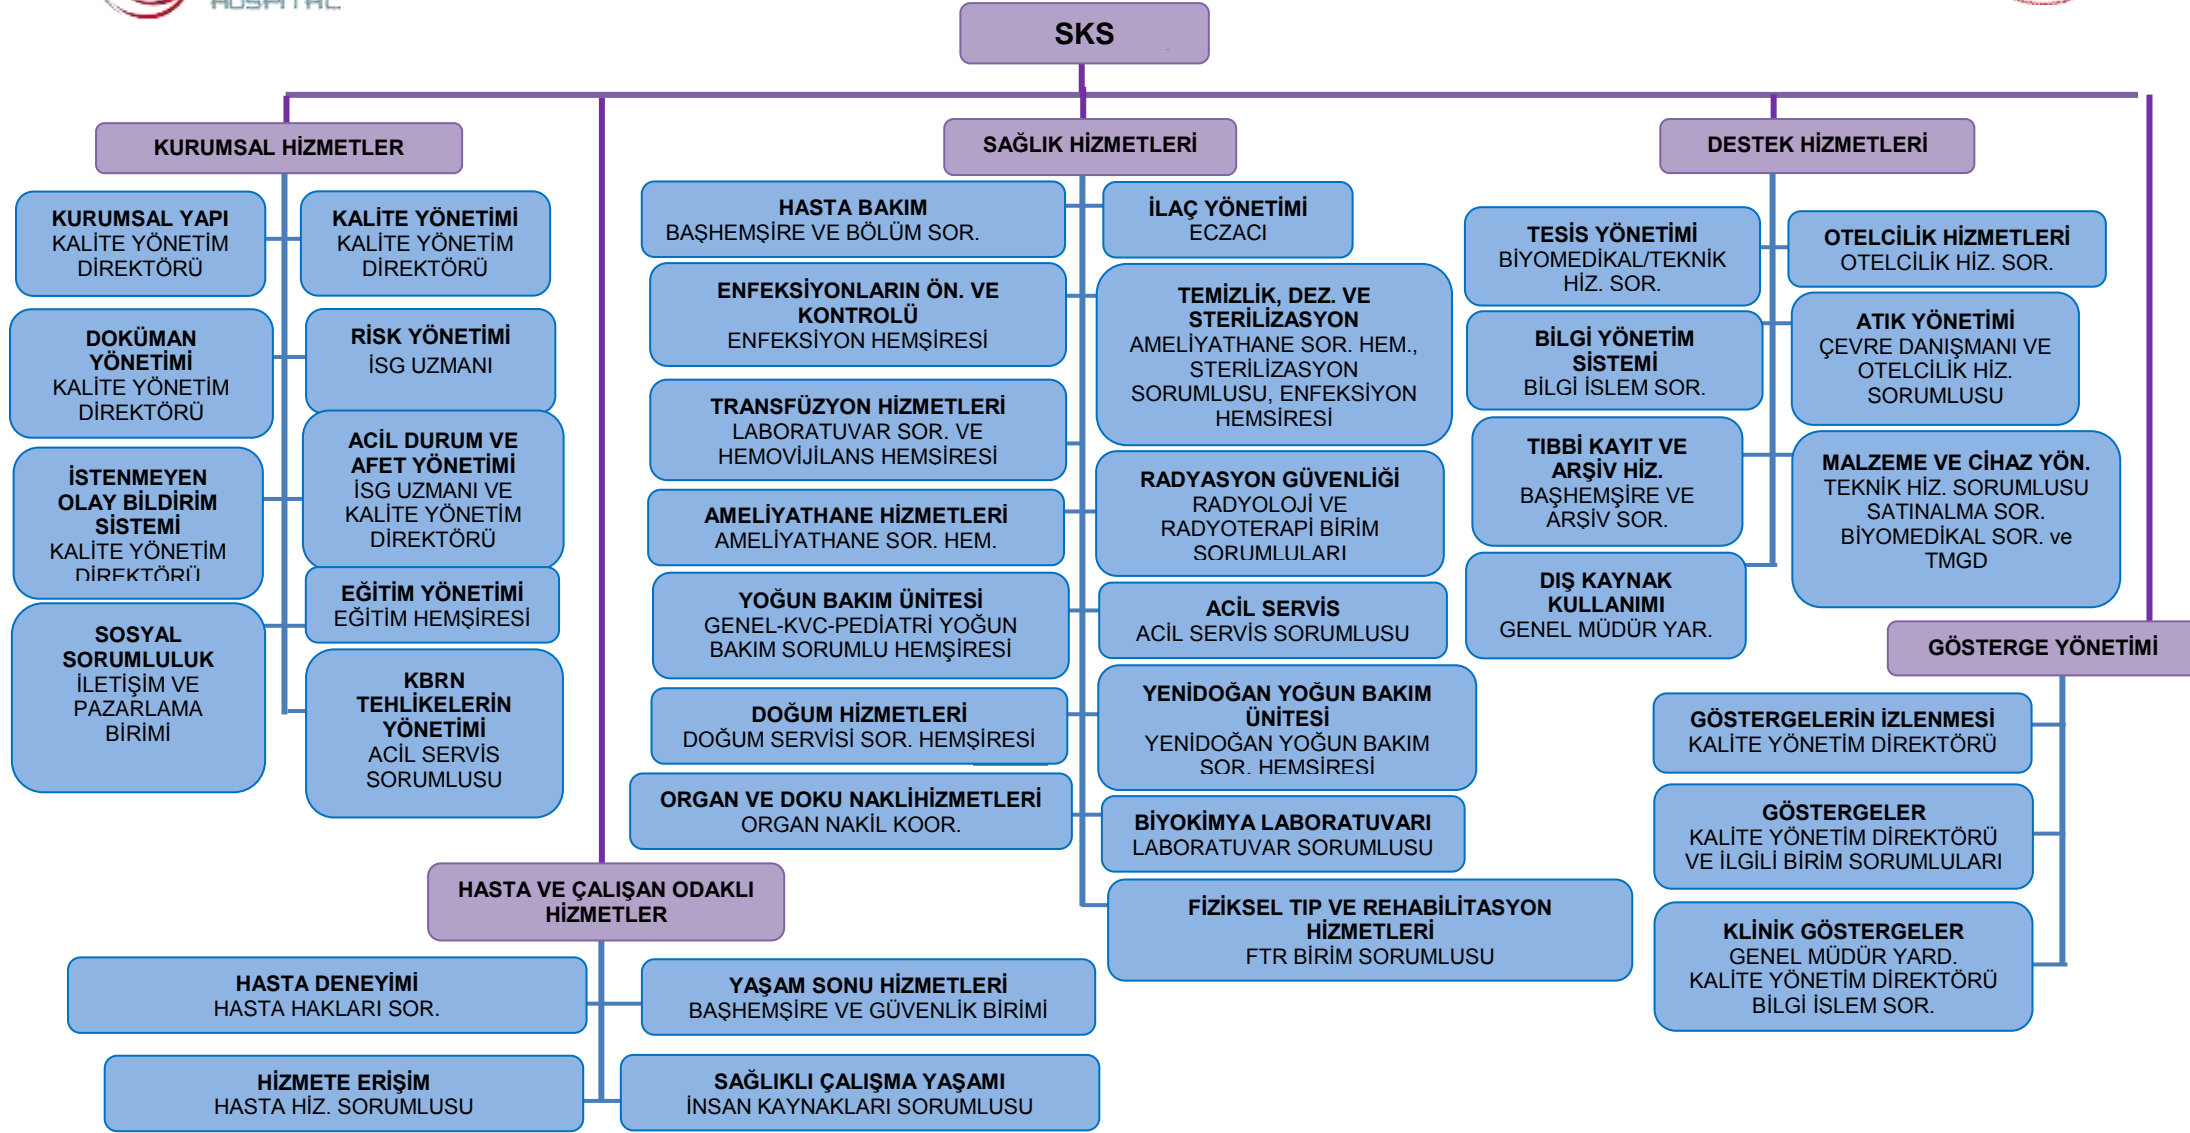 HOSPITAL
SKS
KURUMSAL HİZMETLER
KURUMSAL YAPI
KALİTE YÖNETİM
DİREKTÖRÜ
KALİTE YÖNETİMİ
KALİTE YÖNETİM
DİREKTÖRÜ
DOKÜMAN
YÖNETİMİ
KALİTE YÖNETİM
DİREKTÖRÜ
RİSK YÖNETİMİ
İSG UZMANI
İSTENMEYEN
OLAY BİLDİRİM
SİSTEMİ
KALİTE YÖNETİM
DİREKTÖRÜ
ACİL DURUM VE
AFET YÖNETİMİ
İSG UZMANI VE
KALİTE YÖNETİM
DİREKTÖRÜ
EĞİTİM YÖNETİMİ
EĞİTİM HEMŞİRESİ
SOSYAL
SORUMLULUK
İLETİŞİM VE
PAZARLAMA
BİRİMİ
KBRN
TEHLİKELERİN
YÖNETİMİ
ACİL SERVİS
SORUMLUSU
SAĞLIK HİZMETLERİ
HASTA BAKIM
BAŞHEMŞİRE VE BÖLÜM SOR.
İLAÇ YÖNETİMİ
ECZACI
ENFEKSİYONLARIN ÖN. VE
KONTROLÜ
ENFEKSİYON HEMŞİRESİ
TEMİZLİK, DEZ. VE
STERİLİZASYON
AMELİYATHANE SOR. HEM.,
STERİLİZASYON
SORUMLUSU, ENFEKSİYON
HEMŞİRESİ
TRANSFÜZYON HİZMETLERİ
LABORATUVAR SOR. VE
HEMOVİJİLANS HEMŞİRESİ
RADYASYON GÜVENLİĞİ
RADYOLOJİ VE
RADYOTERAPİ BİRİM
SORUMLULARI
AMELİYATHANE HİZMETLERİ
AMELİYATHANE SOR. HEM.
YOĞUN BAKIM ÜNİTESİ
GENEL-KVC-PEDİATRİ YOĞUN
BAKIM SORUMLU HEMŞİRESİ
ACİL SERVİS
ACİL SERVİS SORUMLUSU
DOĞUM HİZMETLERİ
DOĞUM SERVİSİ SOR. HEMŞİRESİ
YENİDOĞAN YOĞUN BAKIM
ÜNİTESİ
YENİDOĞAN YOĞUN BAKIM
SOR. HEMŞİRESİ
ORGAN VE DOKU NAKLİHİZMETLERİ
ORGAN NAKİL KOOR.
BİYOKİMYA LABORATUVARI
LABORATUVAR SORUMLUSU
FİZİKSEL TIP VE REHABİLİTASYON
HİZMETLERİ
FTR BİRİM SORUMLUSU
DESTEK HİZMETLERİ
TESİS YÖNETİMİ
BİYOMEDİKAL/TEKNİK
HİZ. SOR.
OTELCİLİK HİZMETLERİ
OTELCİLİK HİZ. SOR.
BİLGİ YÖNETİM
SİSTEMİ
BİLGİ İSLEM SOR.
ATIK YÖNETİMİ
ÇEVRE DANIŞMANI VE
OTELCİLİK HİZ.
SORUMLUSU
TIBBİ KAYIT VE
ARŞİV HİZ.
BAŞHEMŞİRE VE
ARŞİV SOR.
MALZEME VE CİHAZ YÖN.
TEKNİK HİZ. SORUMLUSU
SATINALMA SOR.
BİYOMEDİKAL SOR. ve
TMGD
DIŞ KAYNAK
KULLANIMI
GENEL MÜDÜR YAR.
GÖSTERGE YÖNETİMİ
GÖSTERGELERİN İZLENMESİ
KALİTE YÖNETİM DİREKTÖRÜ
GÖSTERGELER
KALİTE YÖNETİM DİREKTÖRÜ
VE İLGİLİ BİRİM SORUMLULARI
KLİNİK GÖSTERGELER
GENEL MÜDÜR YARD.
KALİTE YÖNETİM DİREKTÖRÜ
BİLGİ İŞLEM SOR.
HASTA VE ÇALIŞAN ODAKLI
HİZMETLER
HASTA DENEYİMİ
HASTA HAKLARI SOR.
YAŞAM SONU HİZMETLERİ
BAŞHEMŞİRE VE GÜVENLİK BİRİMİ
HİZMETE ERİŞİM
HASTA HİZ. SORUMLUSU
SAĞLIKLI ÇALIŞMA YAŞAMI
İNSAN KAYNAKLARI SORUMLUSU